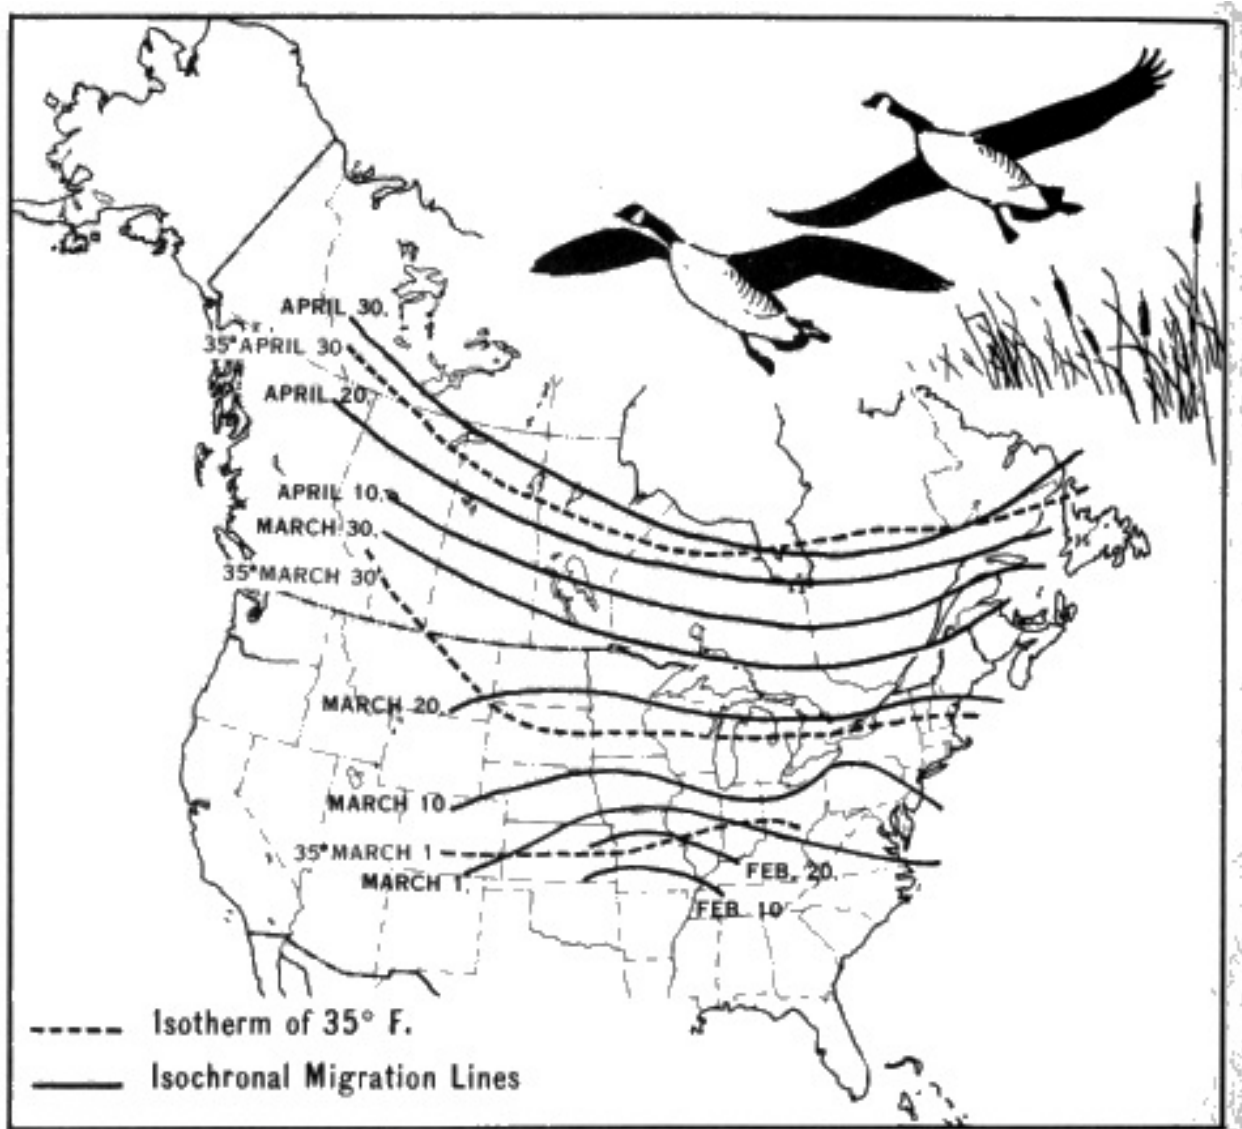 APRIL 30.
35° APRIL 30
APRIL 20.
APRIL 10.
MARCH 30.
35° MARCH 30
MARCH 20.
MARCH 10.
35° MARCH 1
MARCH 1.
FEB. 20.
FEB. 10
Isotherm of 35° F.
Isochronal Migration Lines